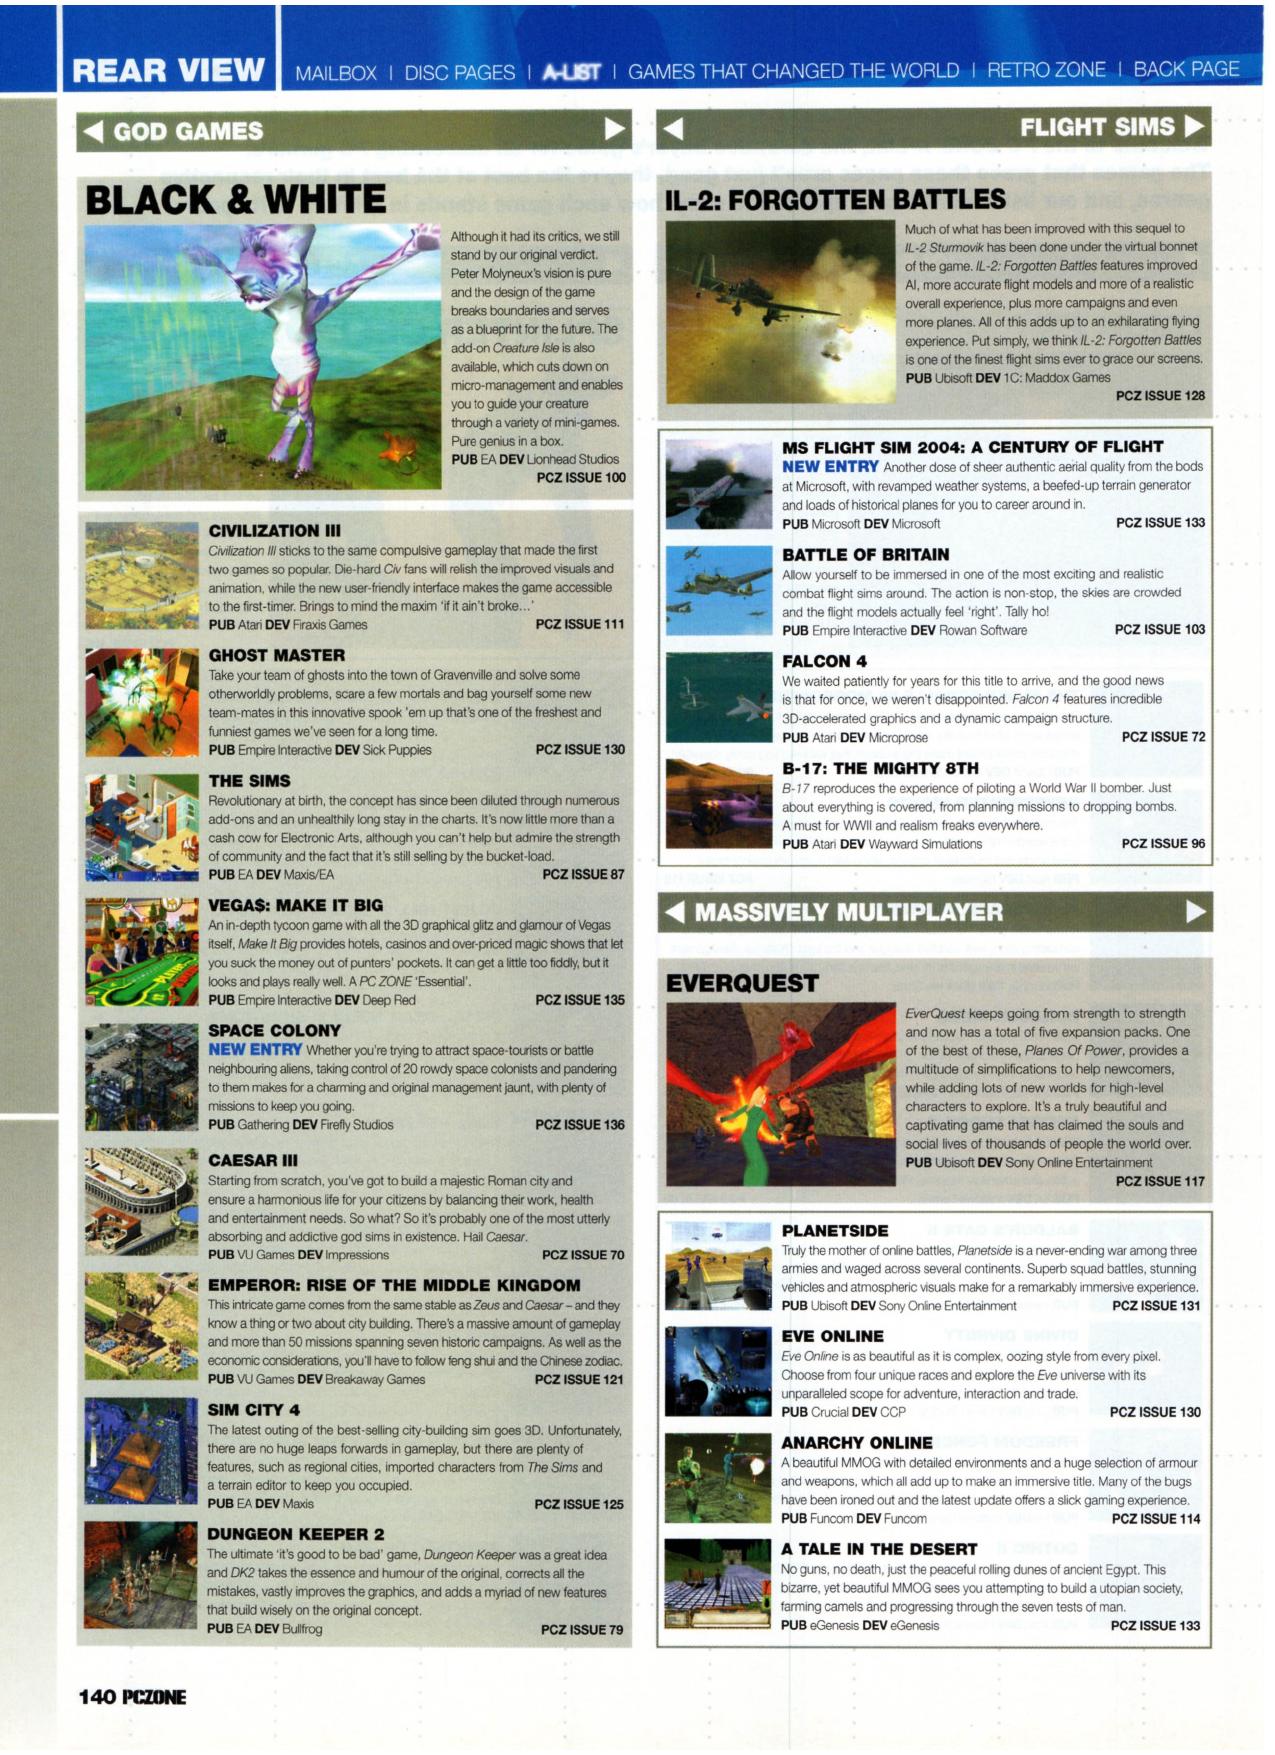 REAR VIEW
MAILBOX | DISC PAGES | A-LIST | GAMES THAT CHANGED THE WORLD | RETRO ZONE | BACK PAGE
GOD GAMES
BLACK & WHITE
Although it had its critics, we still
stand by our original verdict.
Peter Molyneux's vision is pure
and the design of the game
breaks boundaries and serves
as a blueprint for the future. The
add-on Creature Isle is also
available, which cuts down on
micro-management and enables
you to guide your creature
through a variety of mini-games.
Pure genius in a box.
PUB EA DEV Lionhead Studios
PCZ ISSUE 100
CIVILIZATION III
Civilization III sticks to the same compulsive gameplay that made the first
two games so popular. Die-hard Civ fans will relish the improved visuals and
animation, while the new user-friendly interface makes the game accessible
to the first-timer. Brings to mind the maxim 'if it ain't broke...'
PUB Atari DEV Firaxis Games PCZ ISSUE 111
GHOST MASTER
Take your team of ghosts into the town of Gravenville and solve some
otherworldly problems, scare a few mortals and bag yourself some new
team-mates in this innovative spook 'em up that's one of the freshest and
funniest games we've seen for a long time.
PUB Empire Interactive DEV Sick Puppies PCZ ISSUE 130
THE SIMS
Revolutionary at birth, the concept has since been diluted through numerous
add-ons and an unhealthily long stay in the charts. It's now little more than a
cash cow for Electronic Arts, although you can't help but admire the strength
of community and the fact that it's still selling by the bucket-load.
PUB EA DEV Maxis/EA PCZ ISSUE 87
VEGA$: MAKE IT BIG
An in-depth tycoon game with all the 3D graphical glitz and glamour of Vegas
itself, Make It Big provides hotels, casinos and over-priced magic shows that let
you suck the money out of punters' pockets. It can get a little too fiddly, but it
looks and plays really well. A PC ZONE 'Essential'.
PUB Empire Interactive DEV Deep Red PCZ ISSUE 135
SPACE COLONY
NEW ENTRY Whether you're trying to attract space-tourists or battle
neighbouring aliens, taking control of 20 rowdy space colonists and pandering
to them makes for a charming and original management jaunt, with plenty of
missions to keep you going.
PUB Gathering DEV Firefly Studios PCZ ISSUE 136
CAESAR III
Starting from scratch, you've got to build a majestic Roman city and
ensure a harmonious life for your citizens by balancing their work, health
and entertainment needs. So what? So it's probably one of the most utterly
absorbing and addictive god sims in existence. Hail Caesar.
PUB VU Games DEV Impressions PCZ ISSUE 70
EMPEROR: RISE OF THE MIDDLE KINGDOM
This intricate game comes from the same stable as Zeus and Caesar – and they
know a thing or two about city building. There's a massive amount of gameplay
and more than 50 missions spanning seven historic campaigns. As well as the
economic considerations, you'll have to follow feng shui and the Chinese zodiac.
PUB VU Games DEV Breakaway Games PCZ ISSUE 121
SIM CITY 4
The latest outing of the best-selling city-building sim goes 3D. Unfortunately,
there are no huge leaps forwards in gameplay, but there are plenty of
features, such as regional cities, imported characters from The Sims and
a terrain editor to keep you occupied.
PUB EA DEV Maxis PCZ ISSUE 125
DUNGEON KEEPER 2
The ultimate 'it's good to be bad' game, Dungeon Keeper was a great idea
and DK2 takes the essence and humour of the original, corrects all the
mistakes, vastly improves the graphics, and adds a myriad of new features
that build wisely on the original concept.
PUB EA DEV Bullfrog PCZ ISSUE 79
FLIGHT SIMS
IL-2: FORGOTTEN BATTLES
Much of what has been improved with this sequel to
IL-2 Sturmovik has been done under the virtual bonnet
of the game. IL-2: Forgotten Battles features improved
AI, more accurate flight models and more of a realistic
overall experience, plus more campaigns and even
more planes. All of this adds up to an exhilarating flying
experience. Put simply, we think IL-2: Forgotten Battles
is one of the finest flight sims ever to grace our screens.
PUB Ubisoft DEV 1C: Maddox Games
PCZ ISSUE 128
MS FLIGHT SIM 2004: A CENTURY OF FLIGHT
NEW ENTRY Another dose of sheer authentic aerial quality from the bods
at Microsoft, with revamped weather systems, a beefed-up terrain generator
and loads of historical planes for you to career around in.
PUB Microsoft DEV Microsoft PCZ ISSUE 133
BATTLE OF BRITAIN
Allow yourself to be immersed in one of the most exciting and realistic
combat flight sims around. The action is non-stop, the skies are crowded
and the flight models actually feel 'right'. Tally ho!
PUB Empire Interactive DEV Rowan Software PCZ ISSUE 103
FALCON 4
We waited patiently for years for this title to arrive, and the good news
is that for once, we weren't disappointed. Falcon 4 features incredible
3D-accelerated graphics and a dynamic campaign structure.
PUB Atari DEV Microprose PCZ ISSUE 72
B-17: THE MIGHTY 8TH
B-17 reproduces the experience of piloting a World War II bomber. Just
about everything is covered, from planning missions to dropping bombs.
A must for WWII and realism freaks everywhere.
PUB Atari DEV Wayward Simulations PCZ ISSUE 96
MASSIVELY MULTIPLAYER
EVERQUEST
EverQuest keeps going from strength to strength
and now has a total of five expansion packs. One
of the best of these, Planes Of Power, provides a
multitude of simplifications to help newcomers,
while adding lots of new worlds for high-level
characters to explore. It's a truly beautiful and
captivating game that has claimed the souls and
social lives of thousands of people the world over.
PUB Ubisoft DEV Sony Online Entertainment
PCZ ISSUE 117
PLANETSIDE
Truly the mother of online battles, Planetside is a never-ending war among three
armies and waged across several continents. Superb squad battles, stunning
vehicles and atmospheric visuals make for a remarkably immersive experience.
PUB Ubisoft DEV Sony Online Entertainment PCZ ISSUE 131
EVE ONLINE
Eve Online is as beautiful as it is complex, oozing style from every pixel.
Choose from four unique races and explore the Eve universe with its
unparalleled scope for adventure, interaction and trade.
PUB Crucial DEV CCP PCZ ISSUE 130
ANARCHY ONLINE
A beautiful MMOG with detailed environments and a huge selection of armour
and weapons, which all add up to make an immersive title. Many of the bugs
have been ironed out and the latest update offers a slick gaming experience.
PUB Funcom DEV Funcom PCZ ISSUE 114
A TALE IN THE DESERT
No guns, no death, just the peaceful rolling dunes of ancient Egypt. This
bizarre, yet beautiful MMOG sees you attempting to build a utopian society,
farming camels and progressing through the seven tests of man.
PUB eGenesis DEV eGenesis PCZ ISSUE 133
140 PCZONE